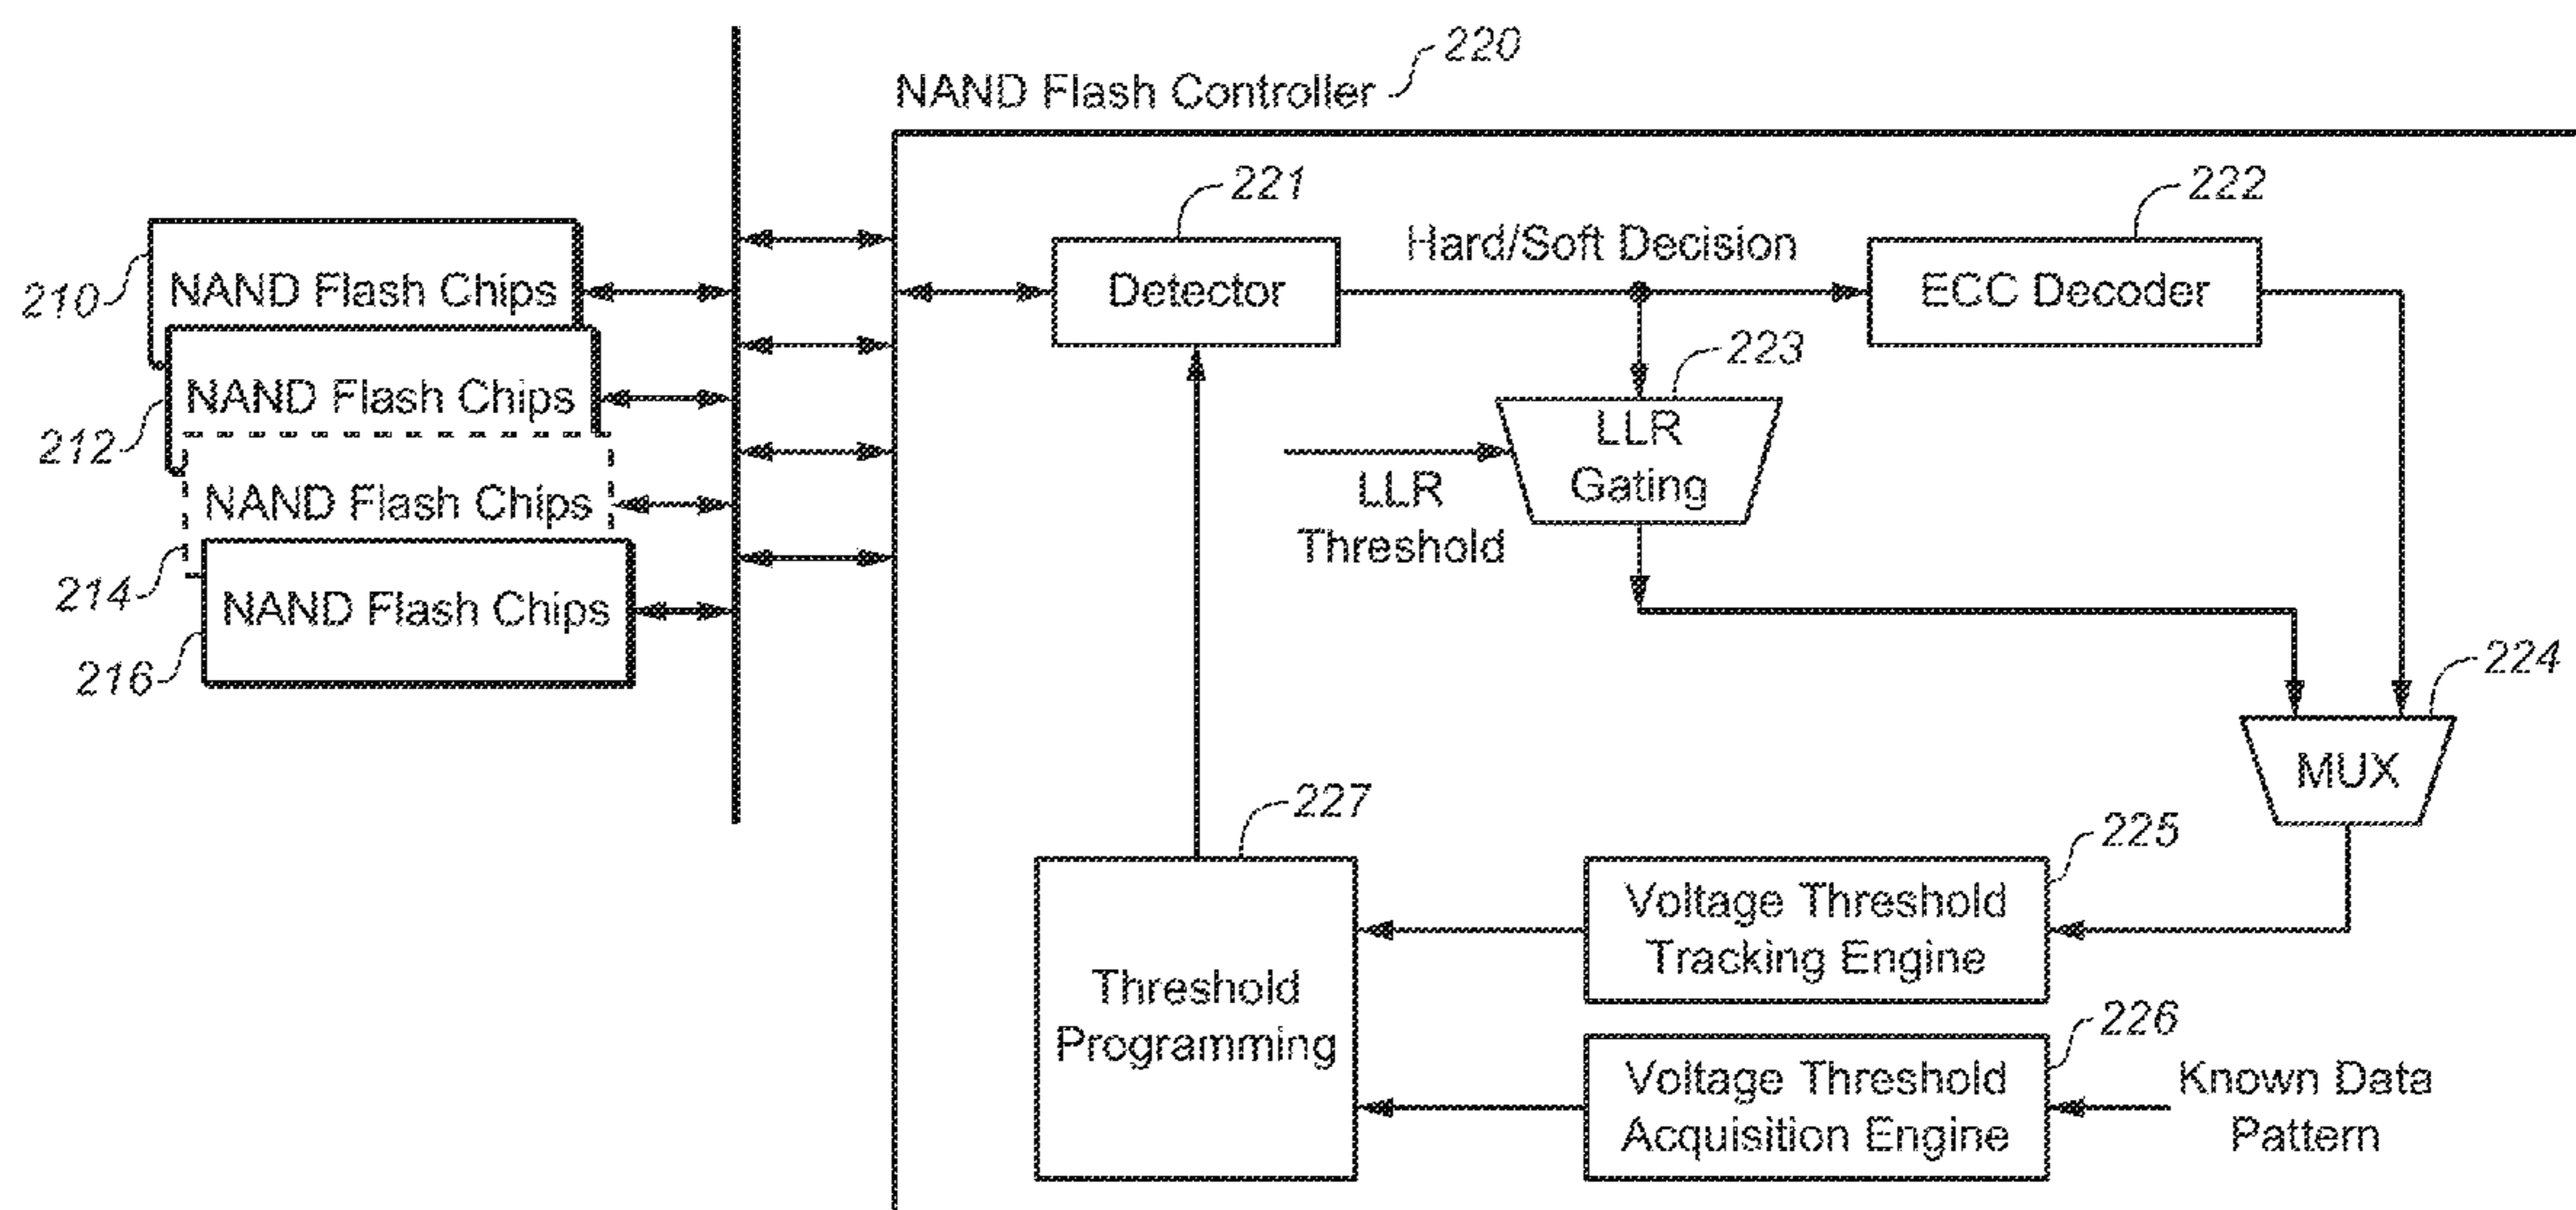 220
NAND Flash Controller
221
222
Hard/Soft Decision
210
NAND Flash Chips
Detector
ECC Decoder
223
212
NAND Flash Chips
LLR
Gating
LLR
Threshold
214
NAND Flash Chips
216
NAND Flash Chips
224
MUX
227
225
Voltage Threshold
Tracking Engine
Threshold
Programming
226
Voltage Threshold
Acquisition Engine
Known Data
Pattern